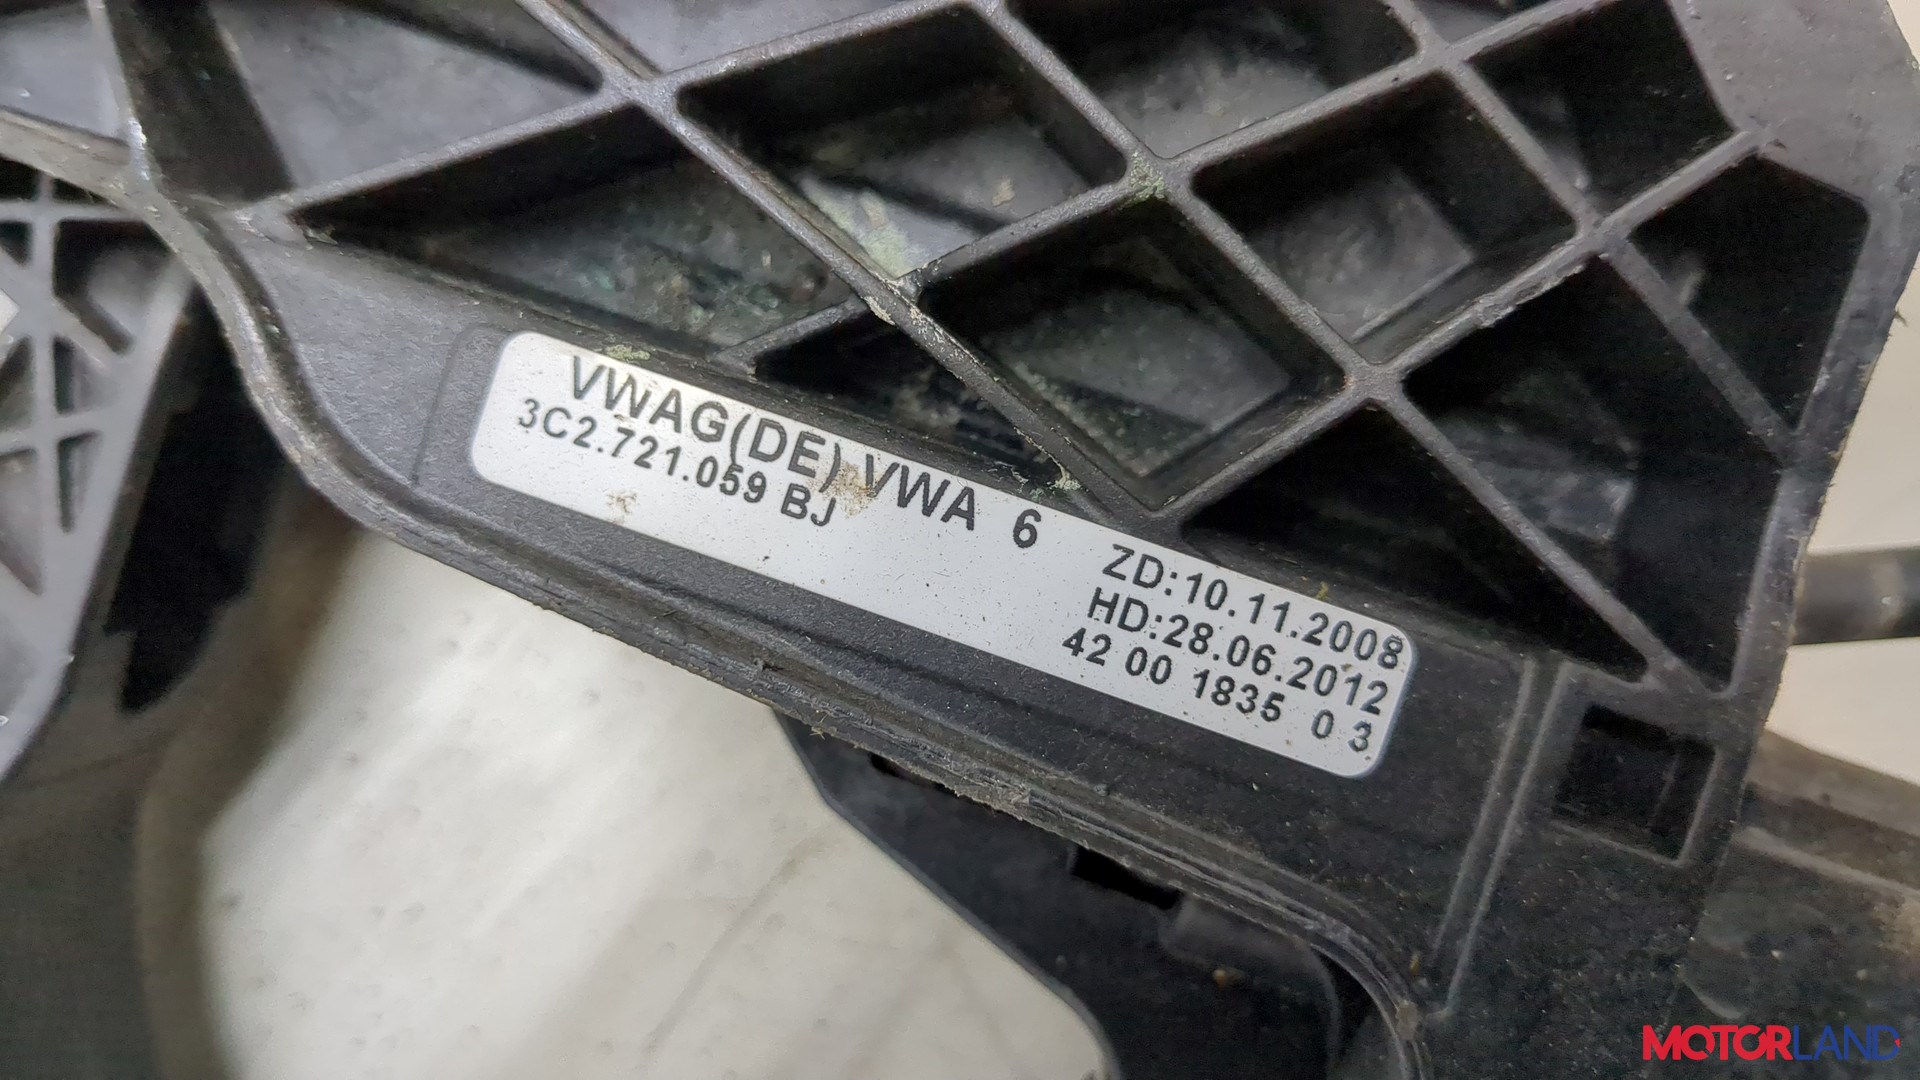 VWAG(DE) VWA 6
3C2.721.059 BJ
ZD:10.11.2008
HD:28.06.2012
42 00 1835 0 3
MOTORLAND